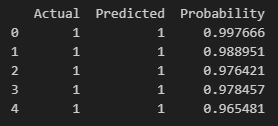 Actual Predicted Probability
0 1 1 0.997666
1 1 1 0.988951
2 1 1 0.976421
3 1 1 0.978457
4 1 1 0.965481